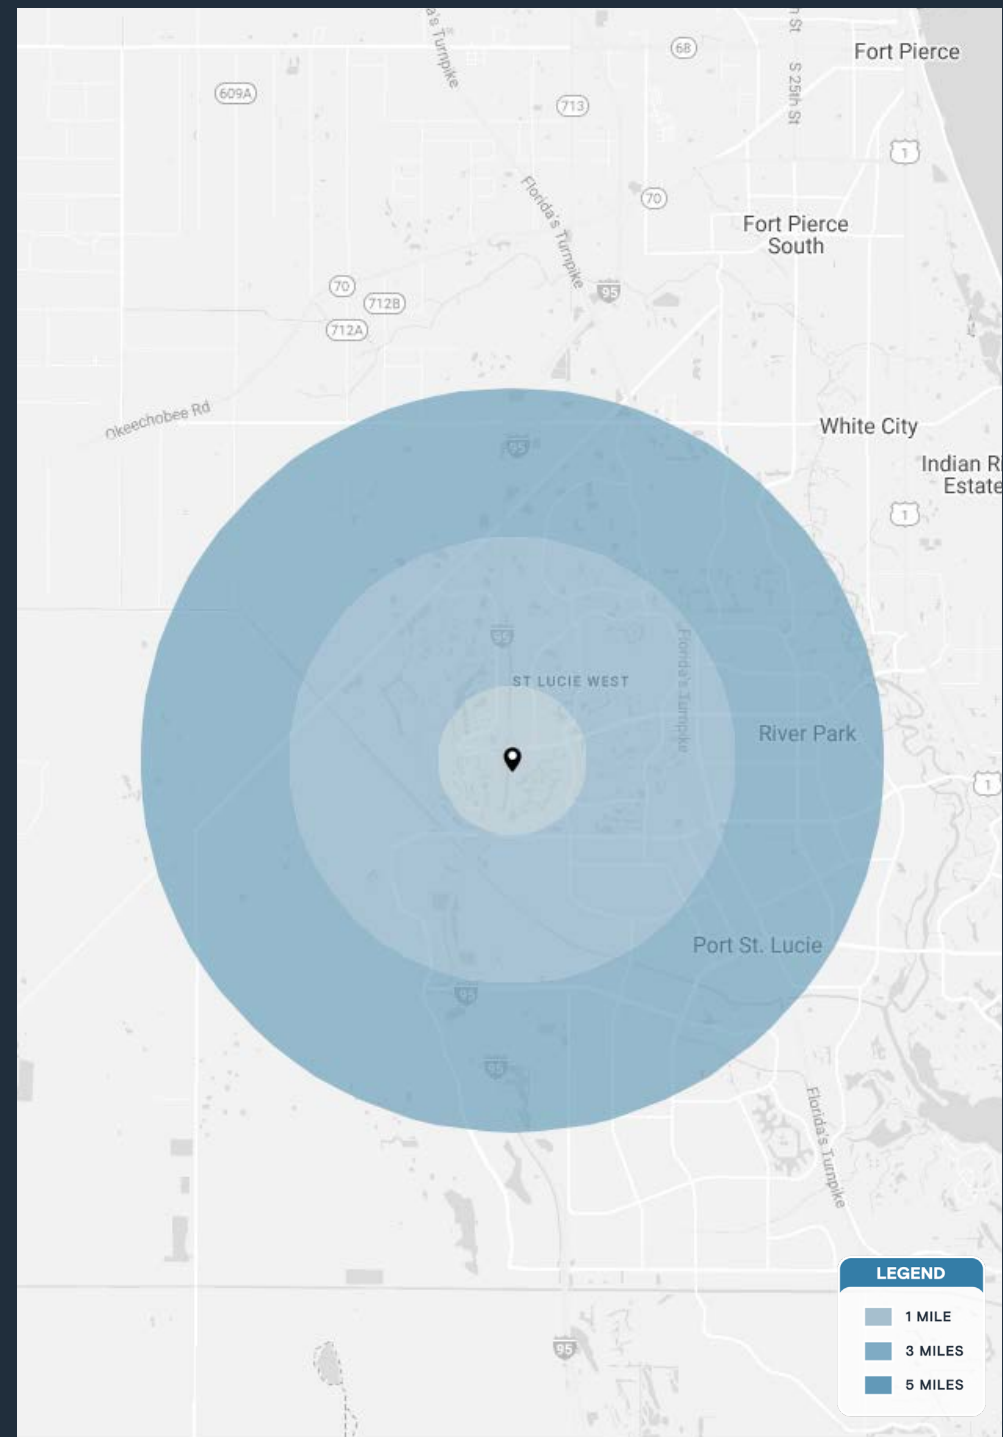 a's Turnpike
h St
68
Fort Pierce
609A
713
S 25th St
1
Florida's Turnpike
70
Fort Pierce
South
70
95
712B
712A
Okeechobee Rd
White City
95
Indian R
Estate
1
95
Florida's Turnpike
ST LUCIE WEST
River Park
1
Port St. Lucie
95
95
Florida's Turnpike
LEGEND
1 MILE
3 MILES
5 MILES
95